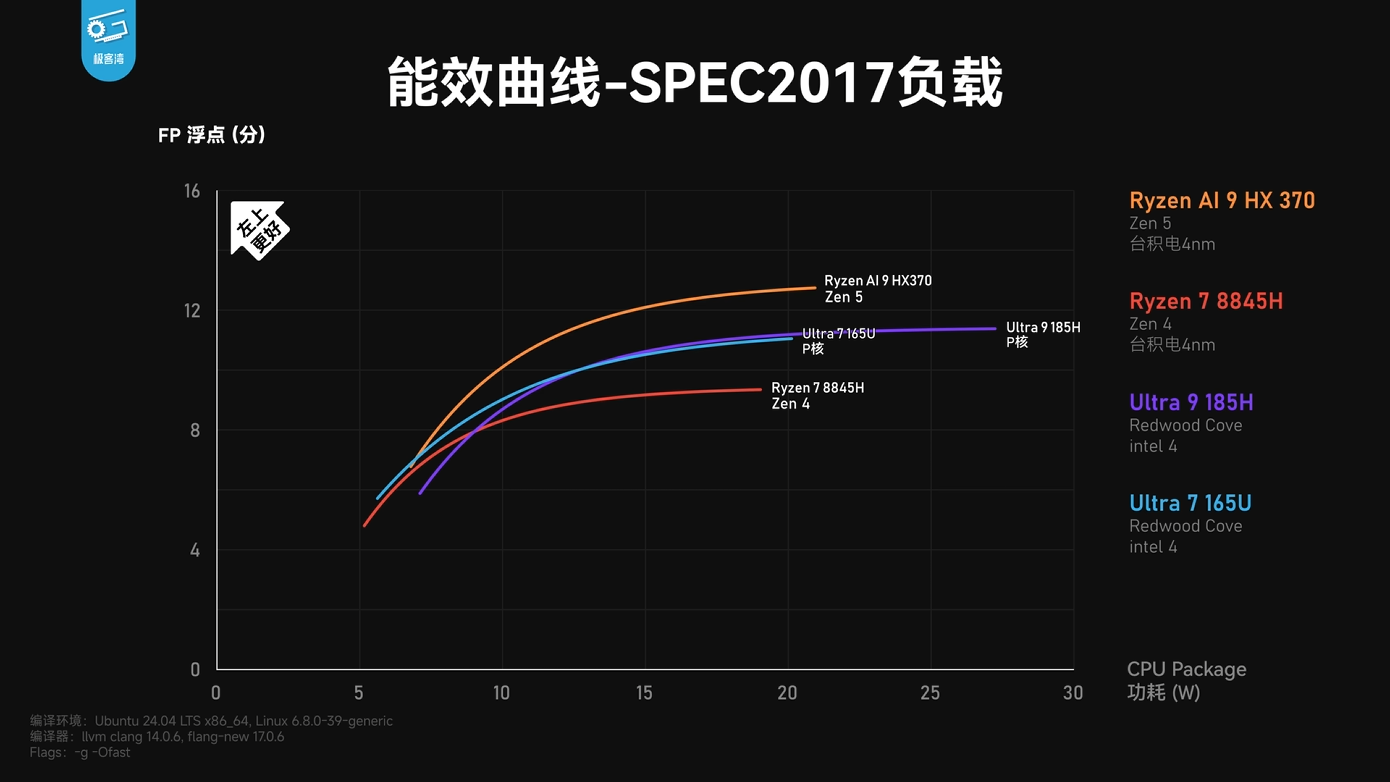 极客湾
能效曲线-SPEC2017负载
FP 浮点 (分)
16
12
8
4
0
左上
更好
Ryzen AI 9 HX370
Zen 5
Ultra 7 165U
P核
Ultra 9 185H
P核
Ryzen 7 8845H
Zen 4
0
5
10
15
20
25
30
Ryzen AI 9 HX 370
Zen 5
台积电4nm
Ryzen 7 8845H
Zen 4
台积电4nm
Ultra 9 185H
Redwood Cove
intel 4
Ultra 7 165U
Redwood Cove
intel 4
CPU Package
功耗 (W)
编译环境：Ubuntu 24.04 LTS x86_64, Linux 6.8.0-39-generic
编译器：llvm clang 14.0.6, flang-new 17.0.6
Flags：-g -Ofast